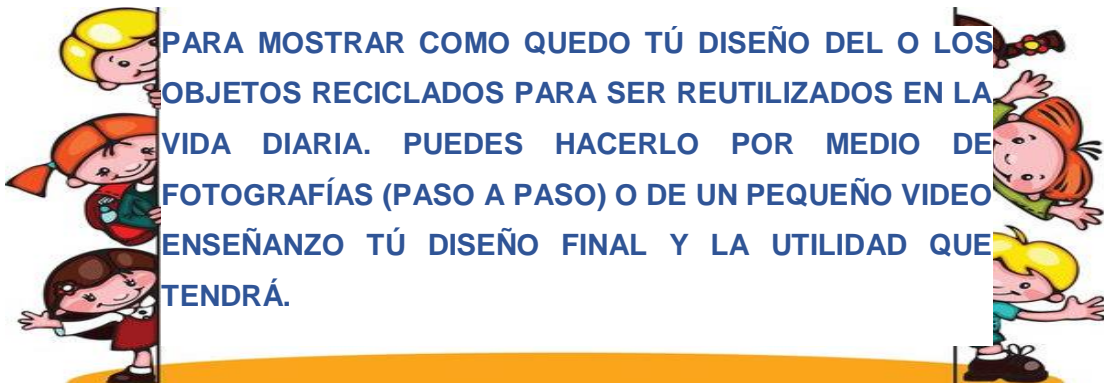 PARA MOSTRAR COMO QUEDO TÚ DISEÑO DEL O LOS
OBJETOS RECICLADOS PARA SER REUTILIZADOS EN LA
VIDA DIARIA. PUEDES HACERLO POR MEDIO DE
FOTOGRAFÍAS (PASO A PASO) O DE UN PEQUEÑO VIDEO
ENSEÑANZO TÚ DISEÑO FINAL Y LA UTILIDAD QUE
TENDRÁ.